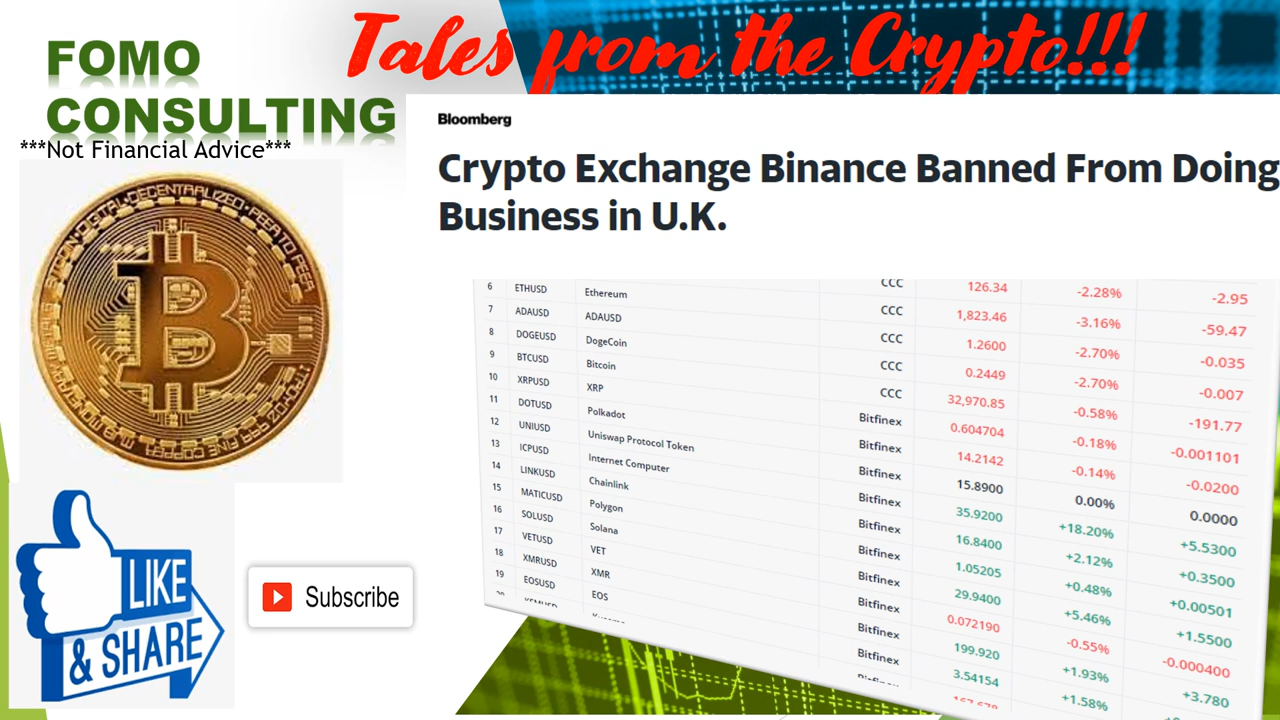 Tales from the Crypto!!!
FOMO
CONSULTING
***Not Financial Advice***
BITCOIN·DIGITAL·DECENTRALIZED·PEER TO PEER
LIKE
& SHARE
Subscribe
Bloomberg
Crypto Exchange Binance Banned From Doing
Business in U.K.
CCC 126.34 -2.28% -2.95
6 ETHUSD Ethereum CCC 1,823.46 -3.16% -59.47
7 ADAUSD ADAUSD CCC 1.2600 -2.70% -0.035
8 DOGEUSD DogeCoin CCC 0.2449 -2.70% -0.007
9 BTCUSD Bitcoin CCC 32,970.85 -0.58% -191.77
10 XRPUSD XRP Bitfinex 0.604704 -0.18% -0.001101
11 DOTUSD Polkadot Bitfinex 14.2142 -0.14% -0.0200
12 UNIUSD Uniswap Protocol Token Bitfinex 15.8900 0.00% 0.0000
13 ICPUSD Internet Computer Bitfinex 35.9200 +18.20% +5.5300
14 LINKUSD Chainlink Bitfinex 16.8400 +2.12% +0.3500
15 MATICUSD Polygon Bitfinex 1.05205 +0.48% +0.00501
16 SOLUSD Solana Bitfinex 29.9400 +5.46% +1.5500
17 VETUSD VET Bitfinex 0.072190 -0.55% -0.000400
18 XMRUSD XMR Bitfinex 199.920 +1.93% +3.780
19 EOSUSD EOS Bitfinex 3.54154 +1.58%